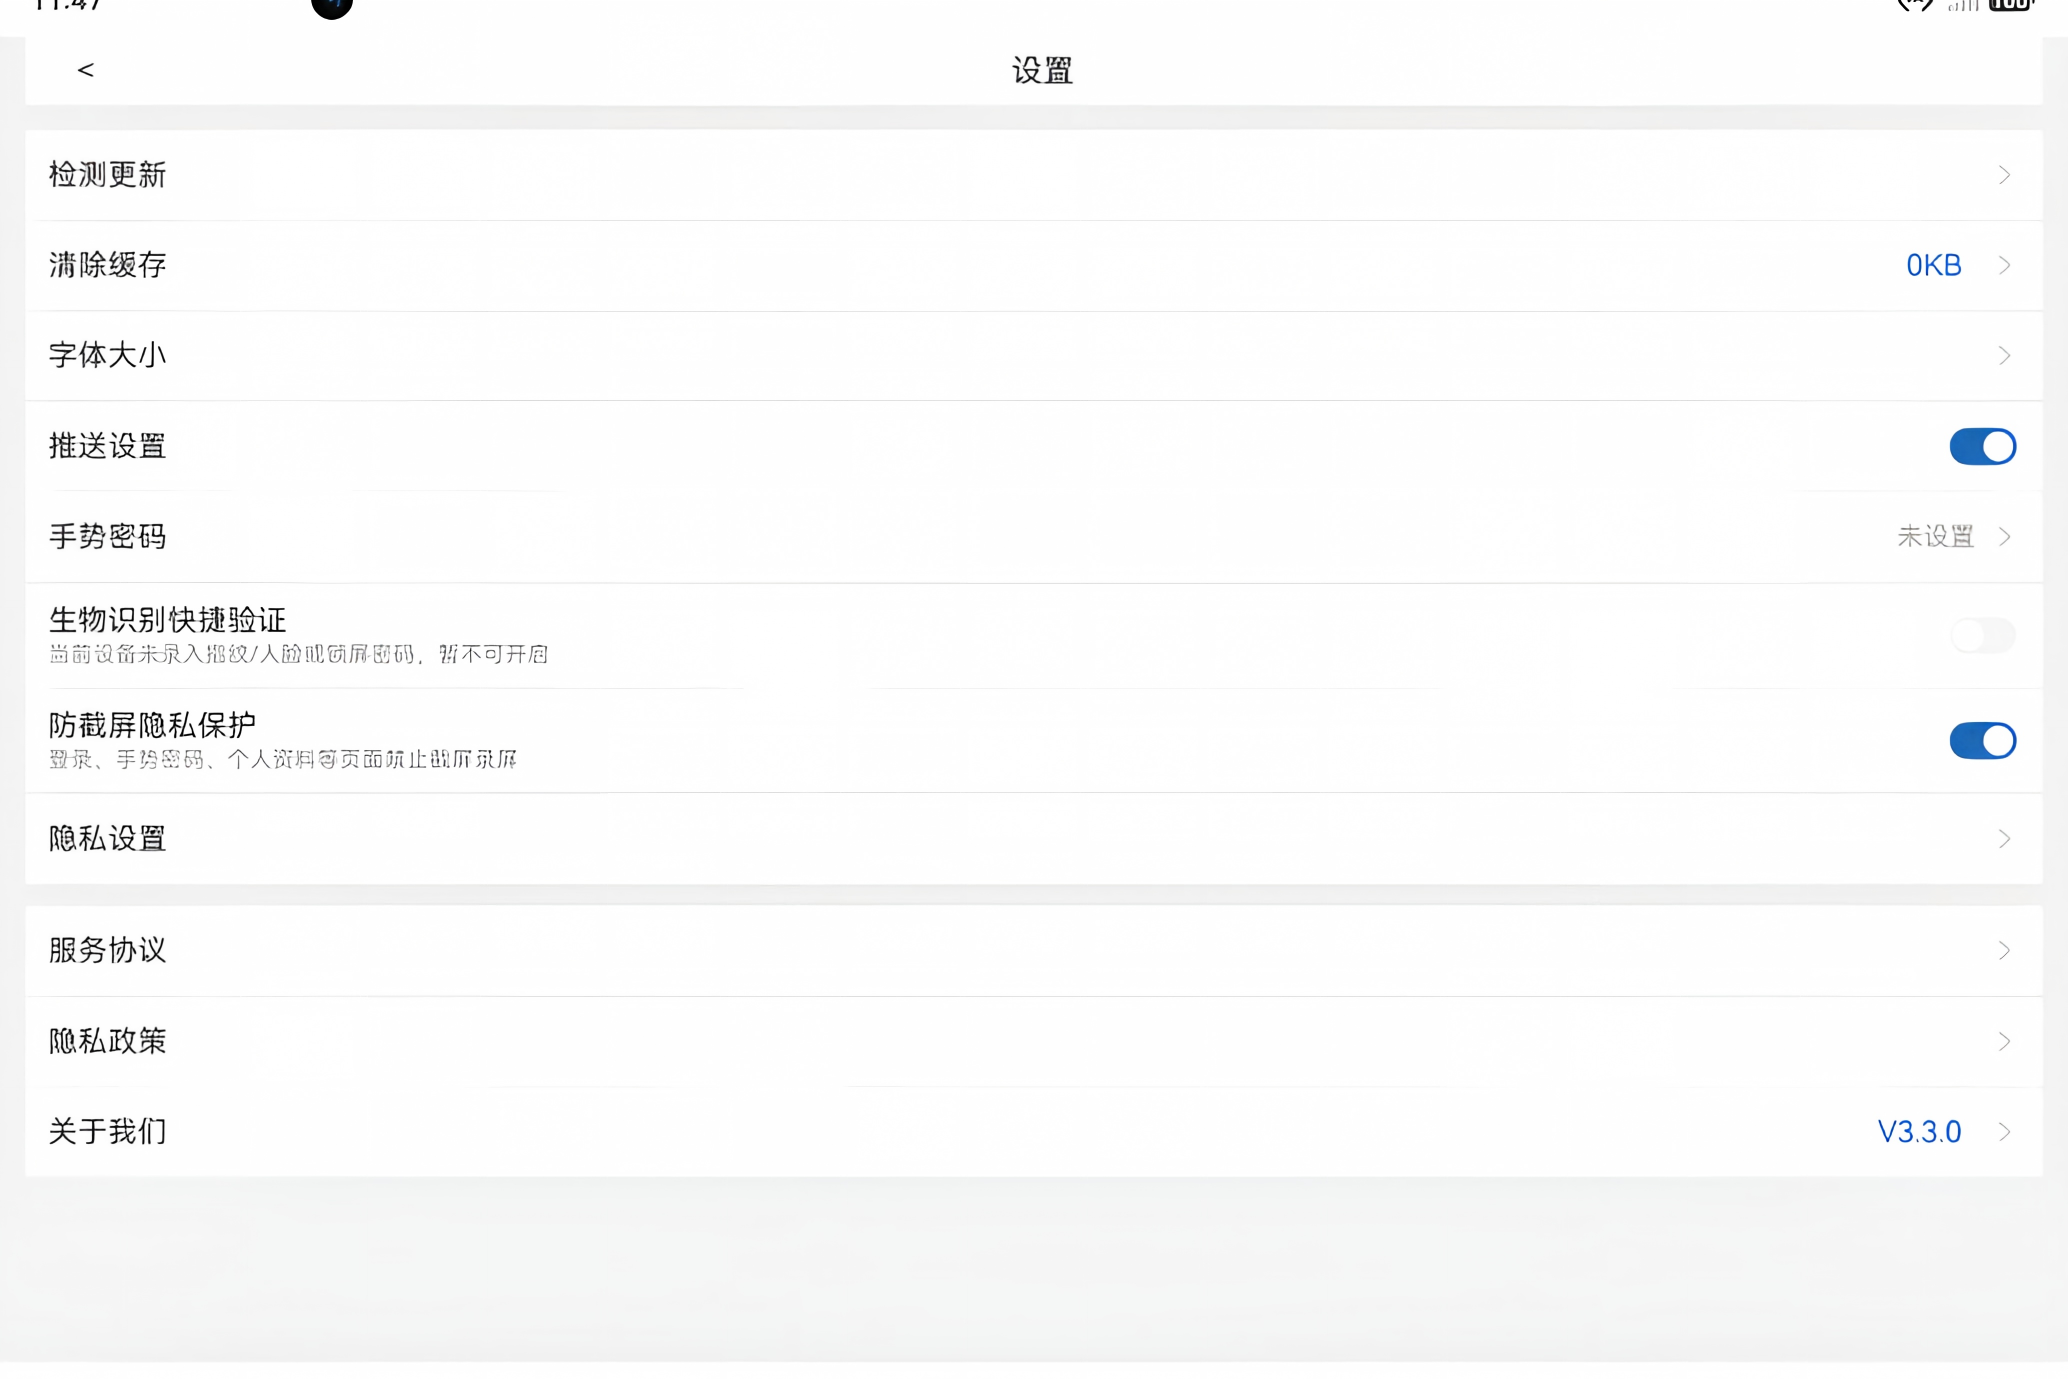 <
设置
检测更新
清除缓存 0KB
字体大小
推送设置
手势密码 未设置
生物识别快捷验证
当前设备未录入指纹/人脸或锁屏密码，暂不可开启
防截屏隐私保护
登录、手势密码、个人资料等页面防止截屏录屏
隐私设置
服务协议
隐私政策
关于我们 V3.3.0